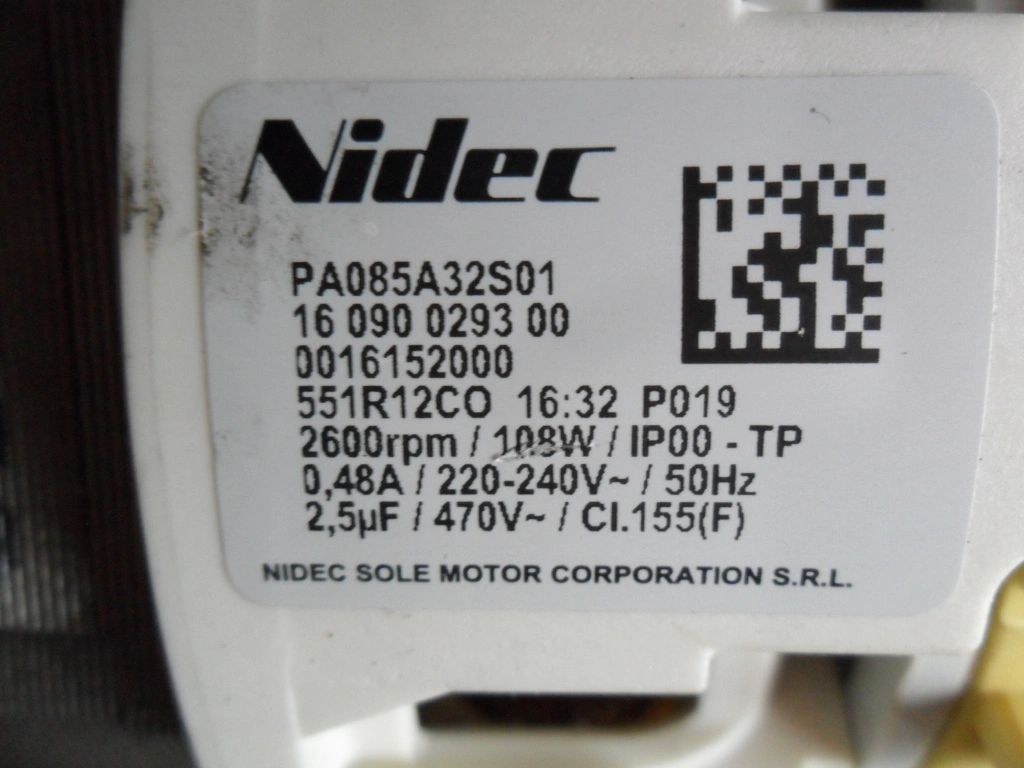 Nidec
PA085A32S01
16 090 0293 00
0016152000
551R12CO 16:32 P019
2600rpm / 108W / IP00 - TP
0,48A / 220-240V~ / 50Hz
2,5µF / 470V~ / Cl.155(F)
NIDEC SOLE MOTOR CORPORATION S.R.L.